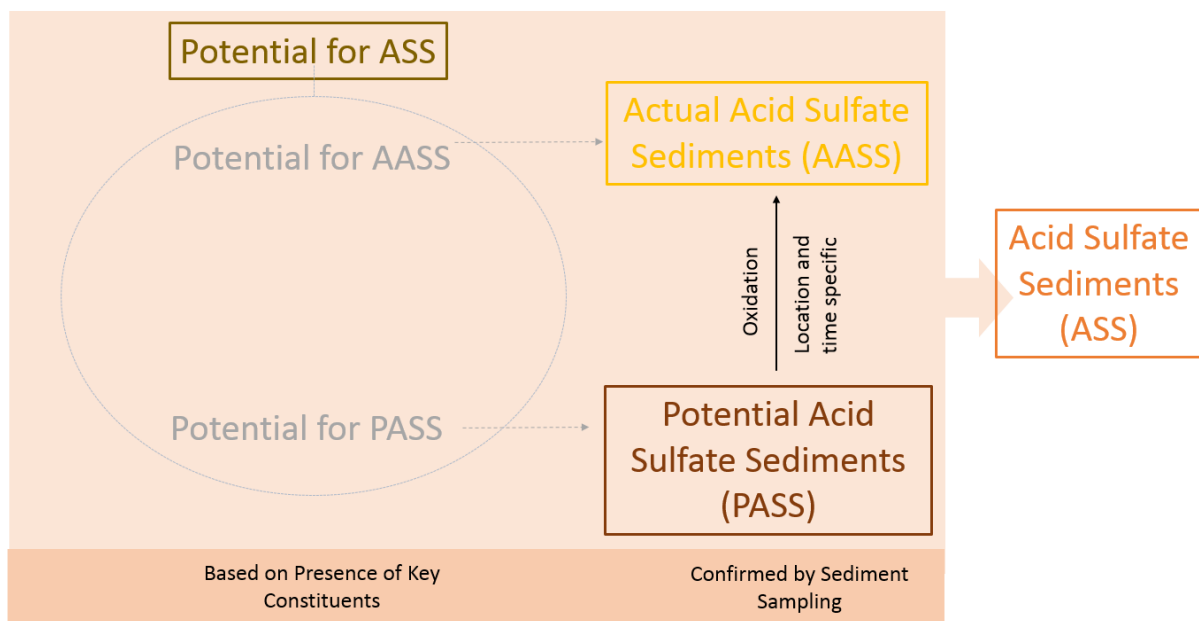 Potential for ASS
Potential for AASS
Actual Acid Sulfate
Sediments (AASS)
Oxidation
Location and
time specific
Acid Sulfate
Sediments
(ASS)
Potential for PASS
Potential Acid
Sulfate Sediments
(PASS)
Based on Presence of Key
Constituents
Confirmed by Sediment
Sampling